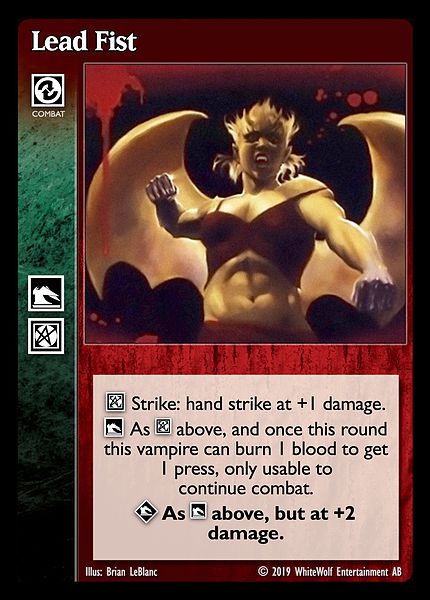 Lead Fist
COMBAT
Strike: hand strike at +1 damage.
As above, and once this round
this vampire can burn 1 blood to get
1 press, only usable to
continue combat.
As above, but at +2
damage.
Illus: Brian LeBlanc © 2019 WhiteWolf Entertainment AB